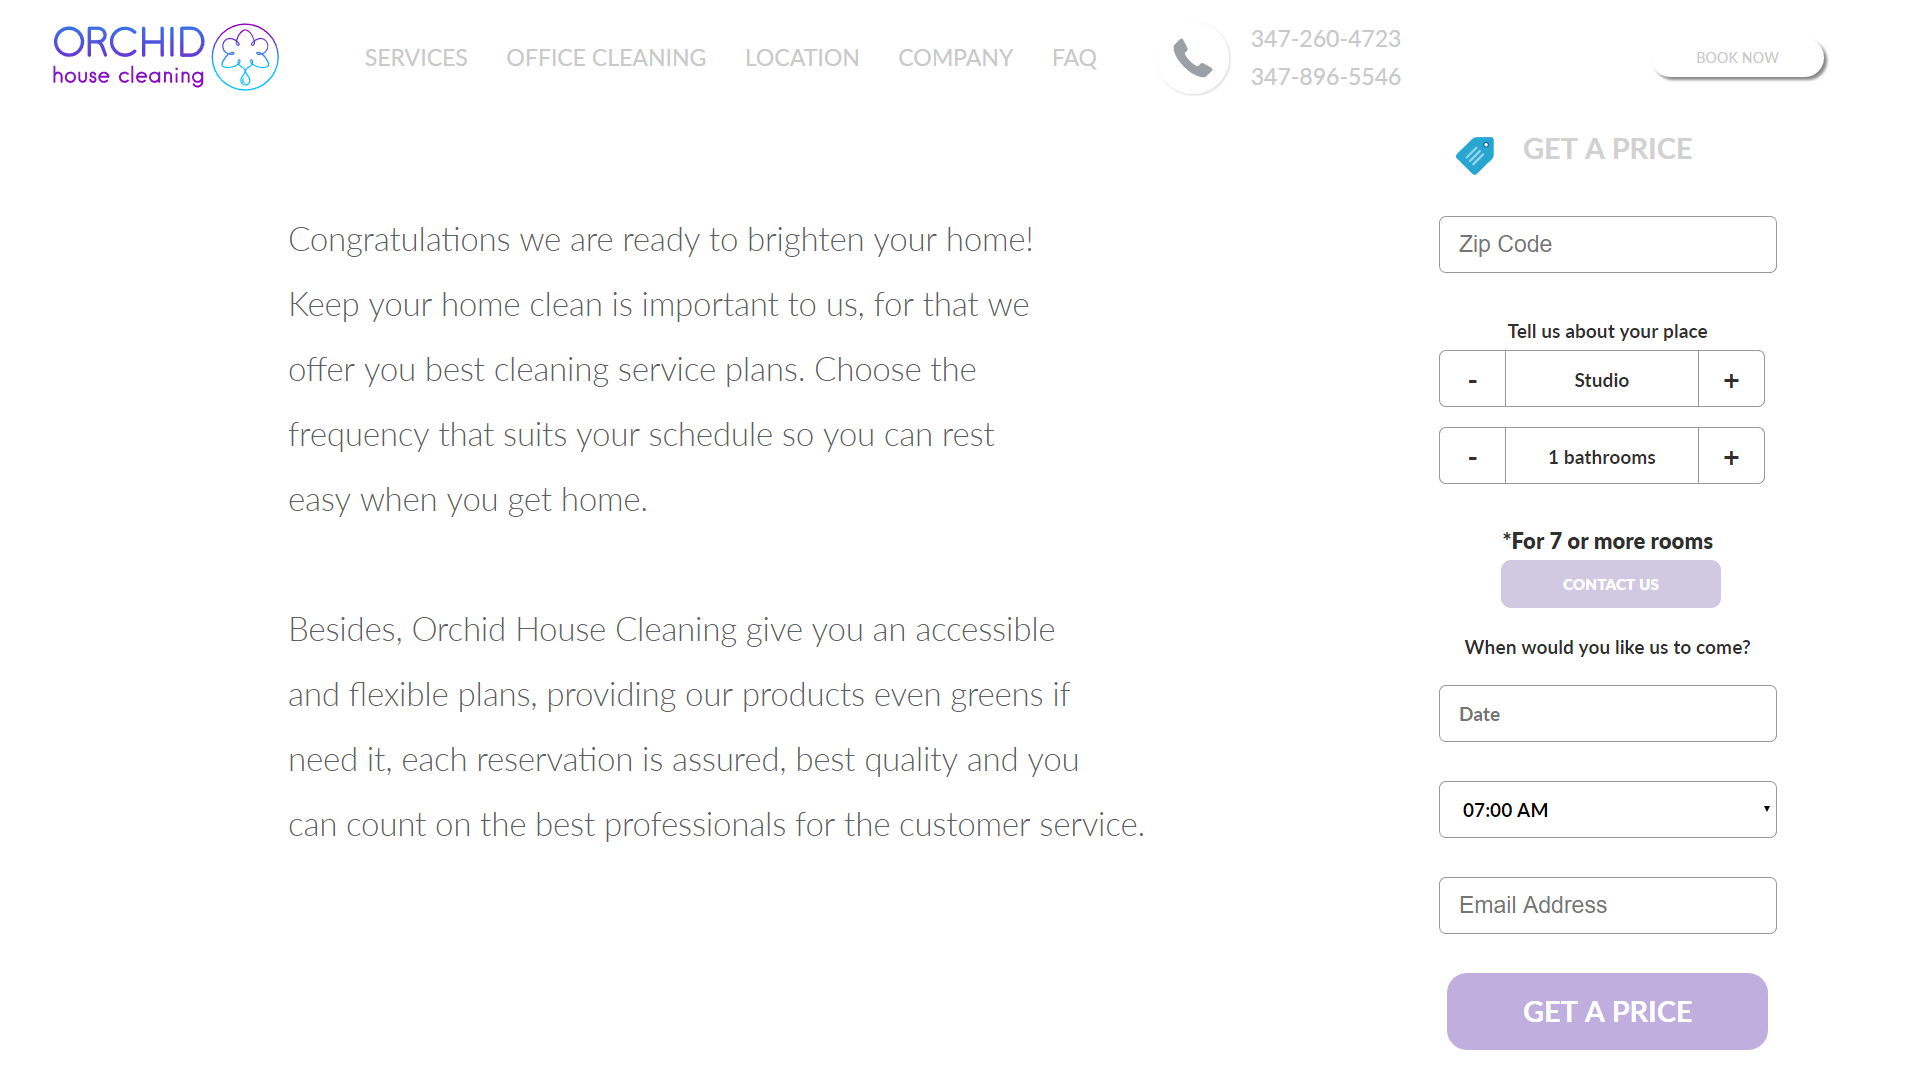 ORCHID
house cleaning
SERVICES
OFFICE CLEANING
LOCATION
COMPANY
FAQ
347-260-4723
347-896-5546
BOOK NOW
GET A PRICE
Congratulations we are ready to brighten your home!
Keep your home clean is important to us, for that we
offer you best cleaning service plans. Choose the
frequency that suits your schedule so you can rest
easy when you get home.
Besides, Orchid House Cleaning give you an accessible
and flexible plans, providing our products even greens if
need it, each reservation is assured, best quality and you
can count on the best professionals for the customer service.
Zip Code
Tell us about your place
- Studio +
- 1 bathrooms +
*For 7 or more rooms
CONTACT US
When would you like us to come?
Date
07:00 AM
Email Address
GET A PRICE